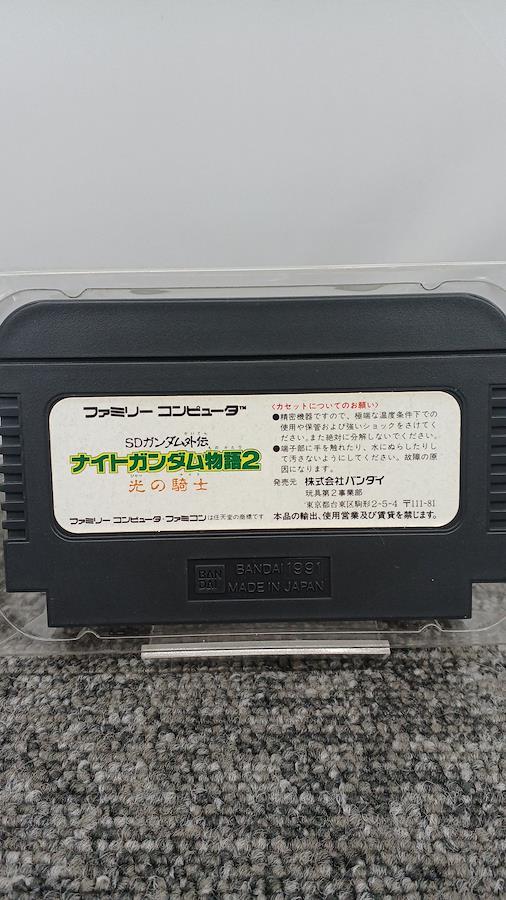 ファミリー コンピュータ™
SDガンダム外伝
ナイトガンダム物語2
光の騎士
ファミリー コンピュータ・ファミコンは任天堂の商標です
〈カセットについてのお願い〉
●精密機器ですので、極端な温度条件下での
使用や保管および強いショックをさけてく
ださい。また絶対に分解しないでください。
●端子部に手を触れたり、水にぬらしたりし
て汚さないようにしてください。故障の原
因になります。
発売元 株式会社バンダイ
玩具第2事業部
東京都台東区駒形2-5-4 〒111-81
本品の輸出、使用営業及び賃貸を禁じます。
BAN
DAI
BANDAI 1991
MADE IN JAPAN